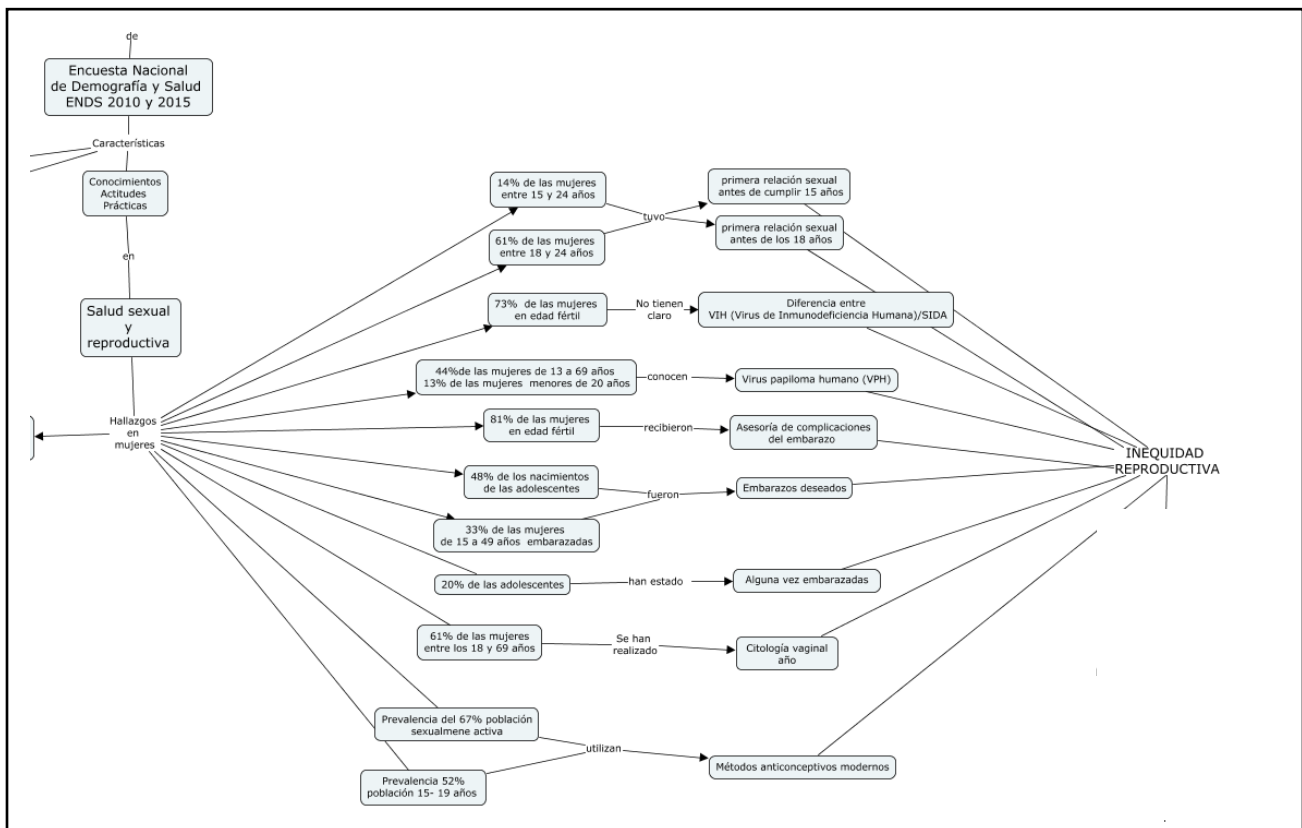 de
Encuesta Nacional
de Demografía y Salud
ENDS 2010 y 2015
Características
Conocimientos
Actitudes
Prácticas
en
Salud sexual
y
reproductiva
Hallazgos
en
mujeres
14% de las mujeres
entre 15 y 24 años
61% de las mujeres
entre 18 y 24 años
tuvo
primera relación sexual
antes de cumplir 15 años
primera relación sexual
antes de los 18 años
73% de las mujeres
en edad fértil
No tienen
claro
Diferencia entre
VIH (Virus de Inmunodeficiencia Humana)/SIDA
44%de las mujeres de 13 a 69 años
13% de las mujeres menores de 20 años
conocen
Virus papiloma humano (VPH)
81% de las mujeres
en edad fértil
recibieron
Asesoría de complicaciones
del embarazo
48% de los nacimientos
de las adolescentes
33% de las mujeres
de 15 a 49 años embarazadas
fueron
Embarazos deseados
20% de las adolescentes
han estado
Alguna vez embarazadas
61% de las mujeres
entre los 18 y 69 años
Se han
realizado
Citología vaginal
año
Prevalencia del 67% población
sexualmene activa
Prevalencia 52%
población 15- 19 años
utilizan
Métodos anticonceptivos modernos
INEQUIDAD
REPRODUCTIVA